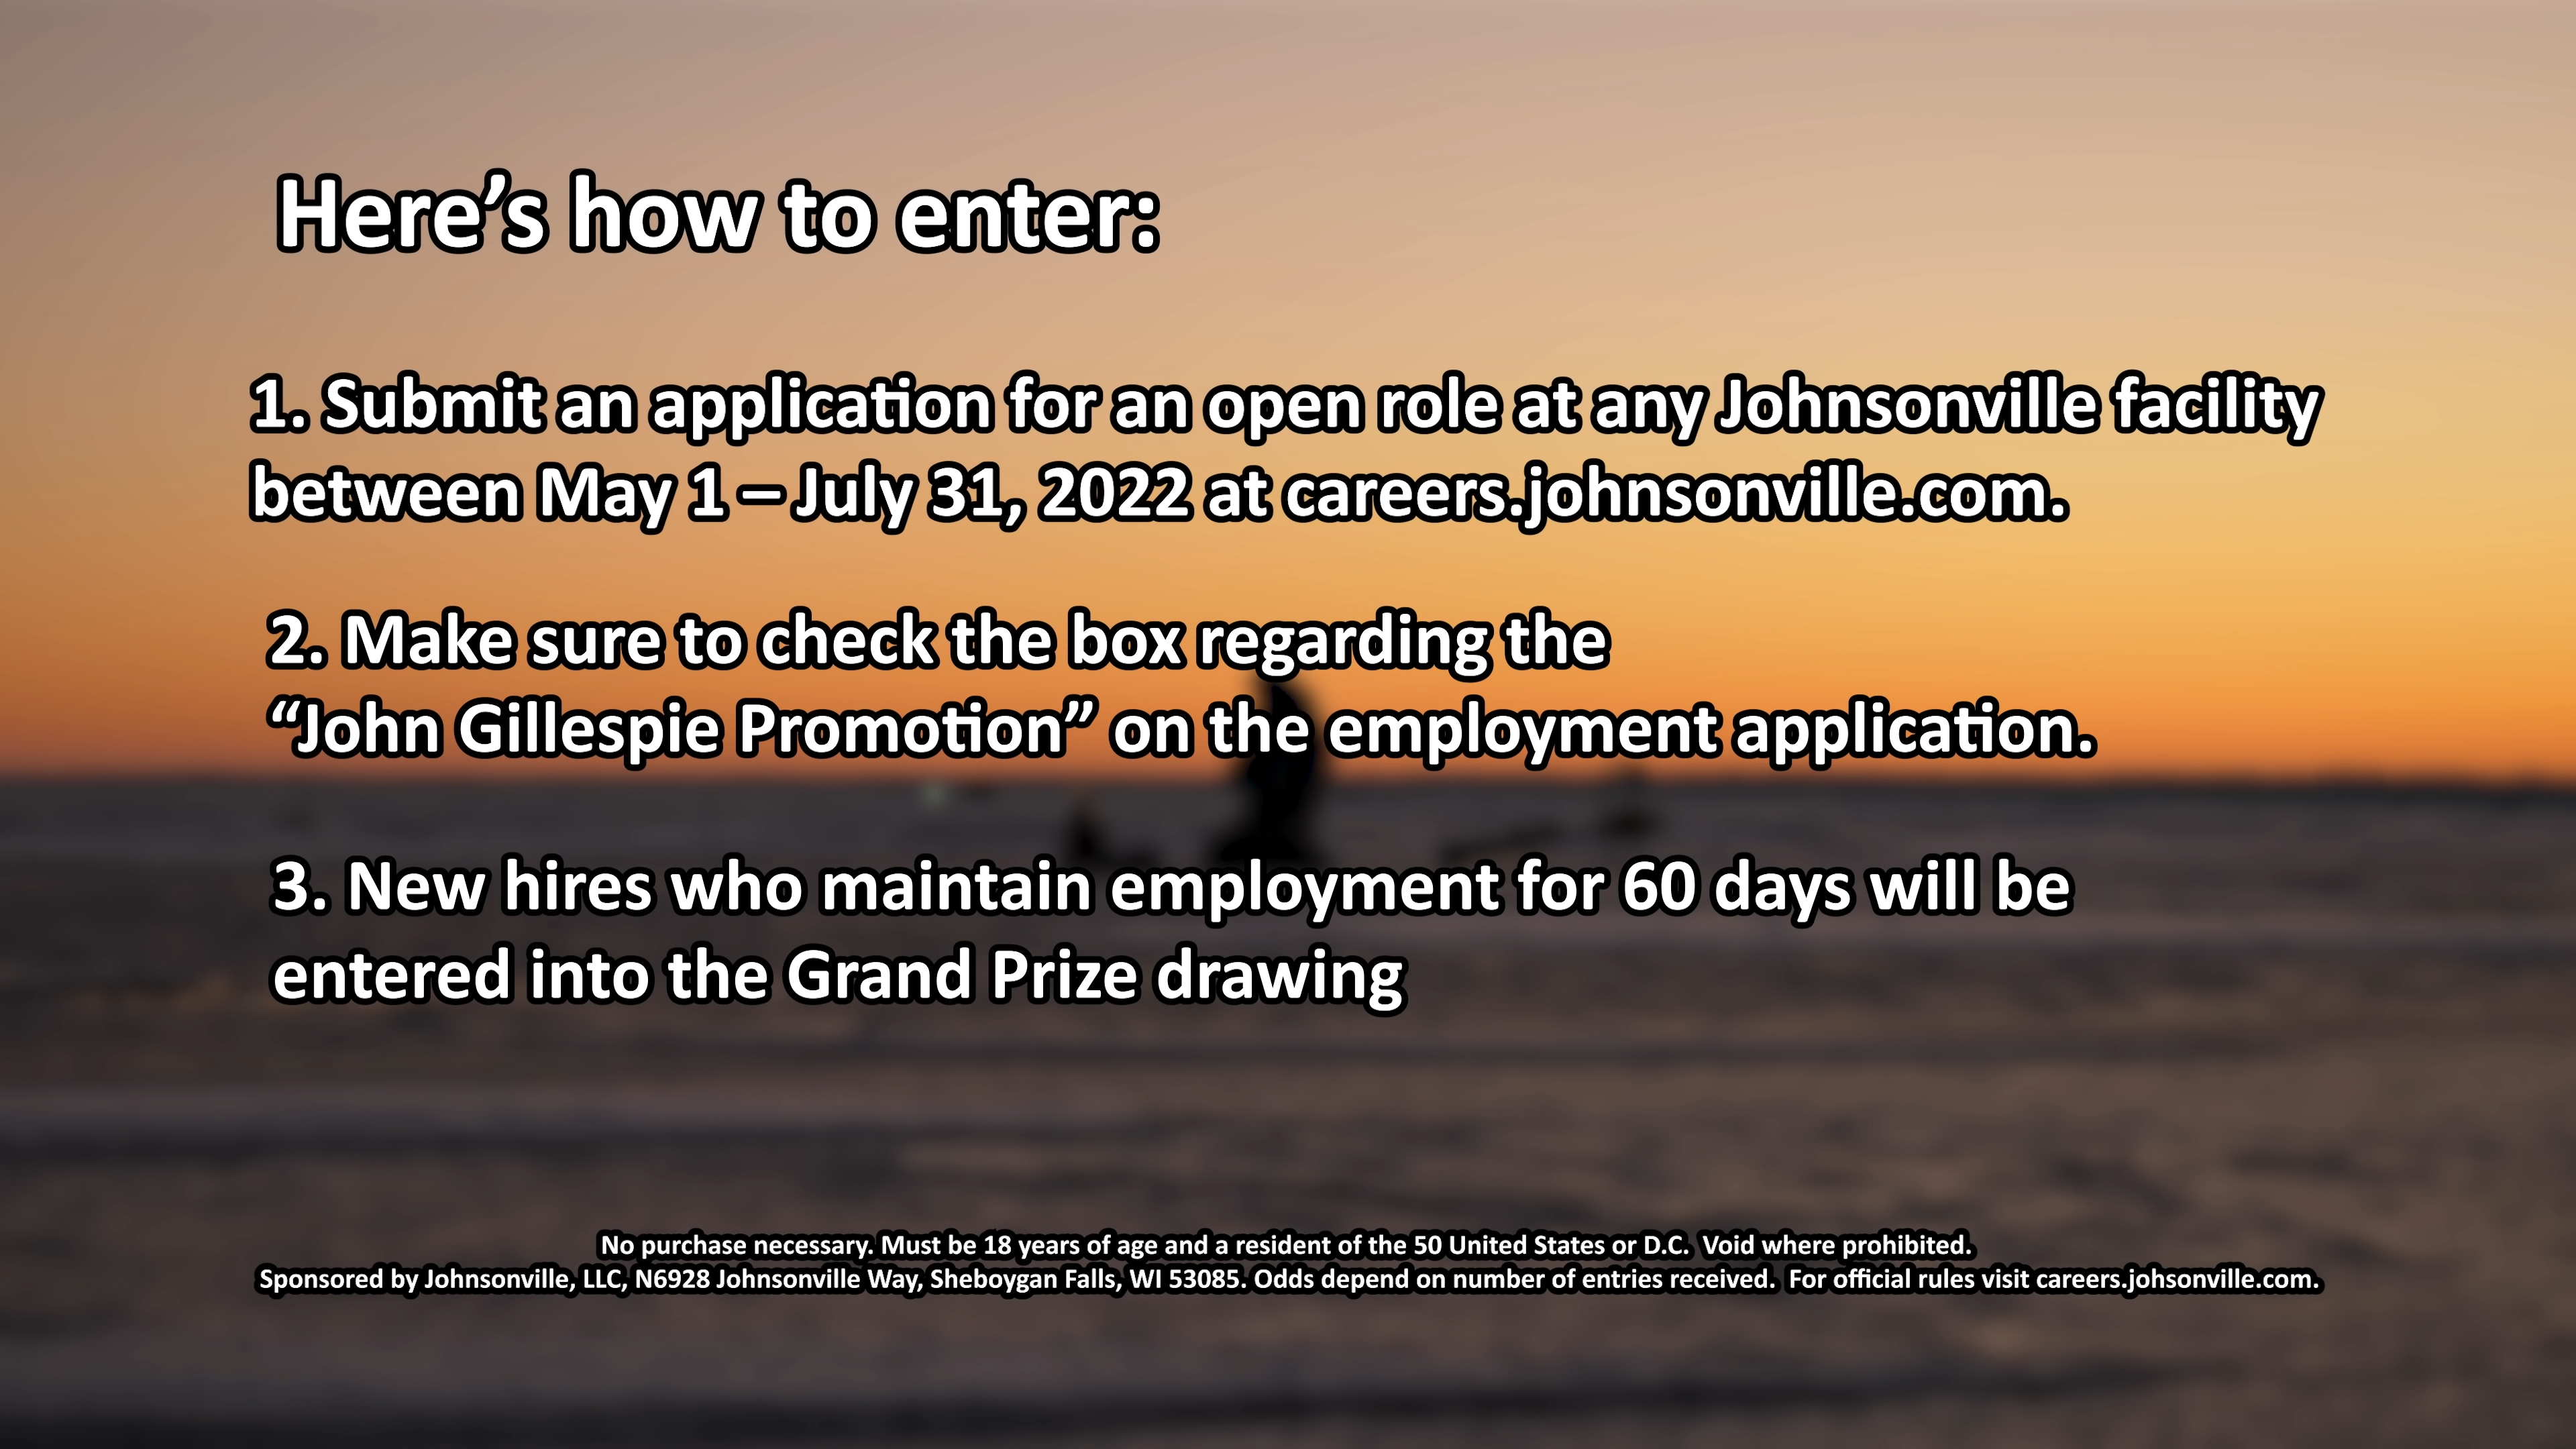 Here’s how to enter:
1. Submit an application for an open role at any Johnsonville facility
between May 1 – July 31, 2022 at careers.johnsonville.com.
2. Make sure to check the box regarding the
“John Gillespie Promotion” on the employment application.
3. New hires who maintain employment for 60 days will be
entered into the Grand Prize drawing
No purchase necessary. Must be 18 years of age and a resident of the 50 United States or D.C.  Void where prohibited.
Sponsored by Johnsonville, LLC, N6928 Johnsonville Way, Sheboygan Falls, WI 53085. Odds depend on number of entries received.  For official rules visit careers.johsonville.com.